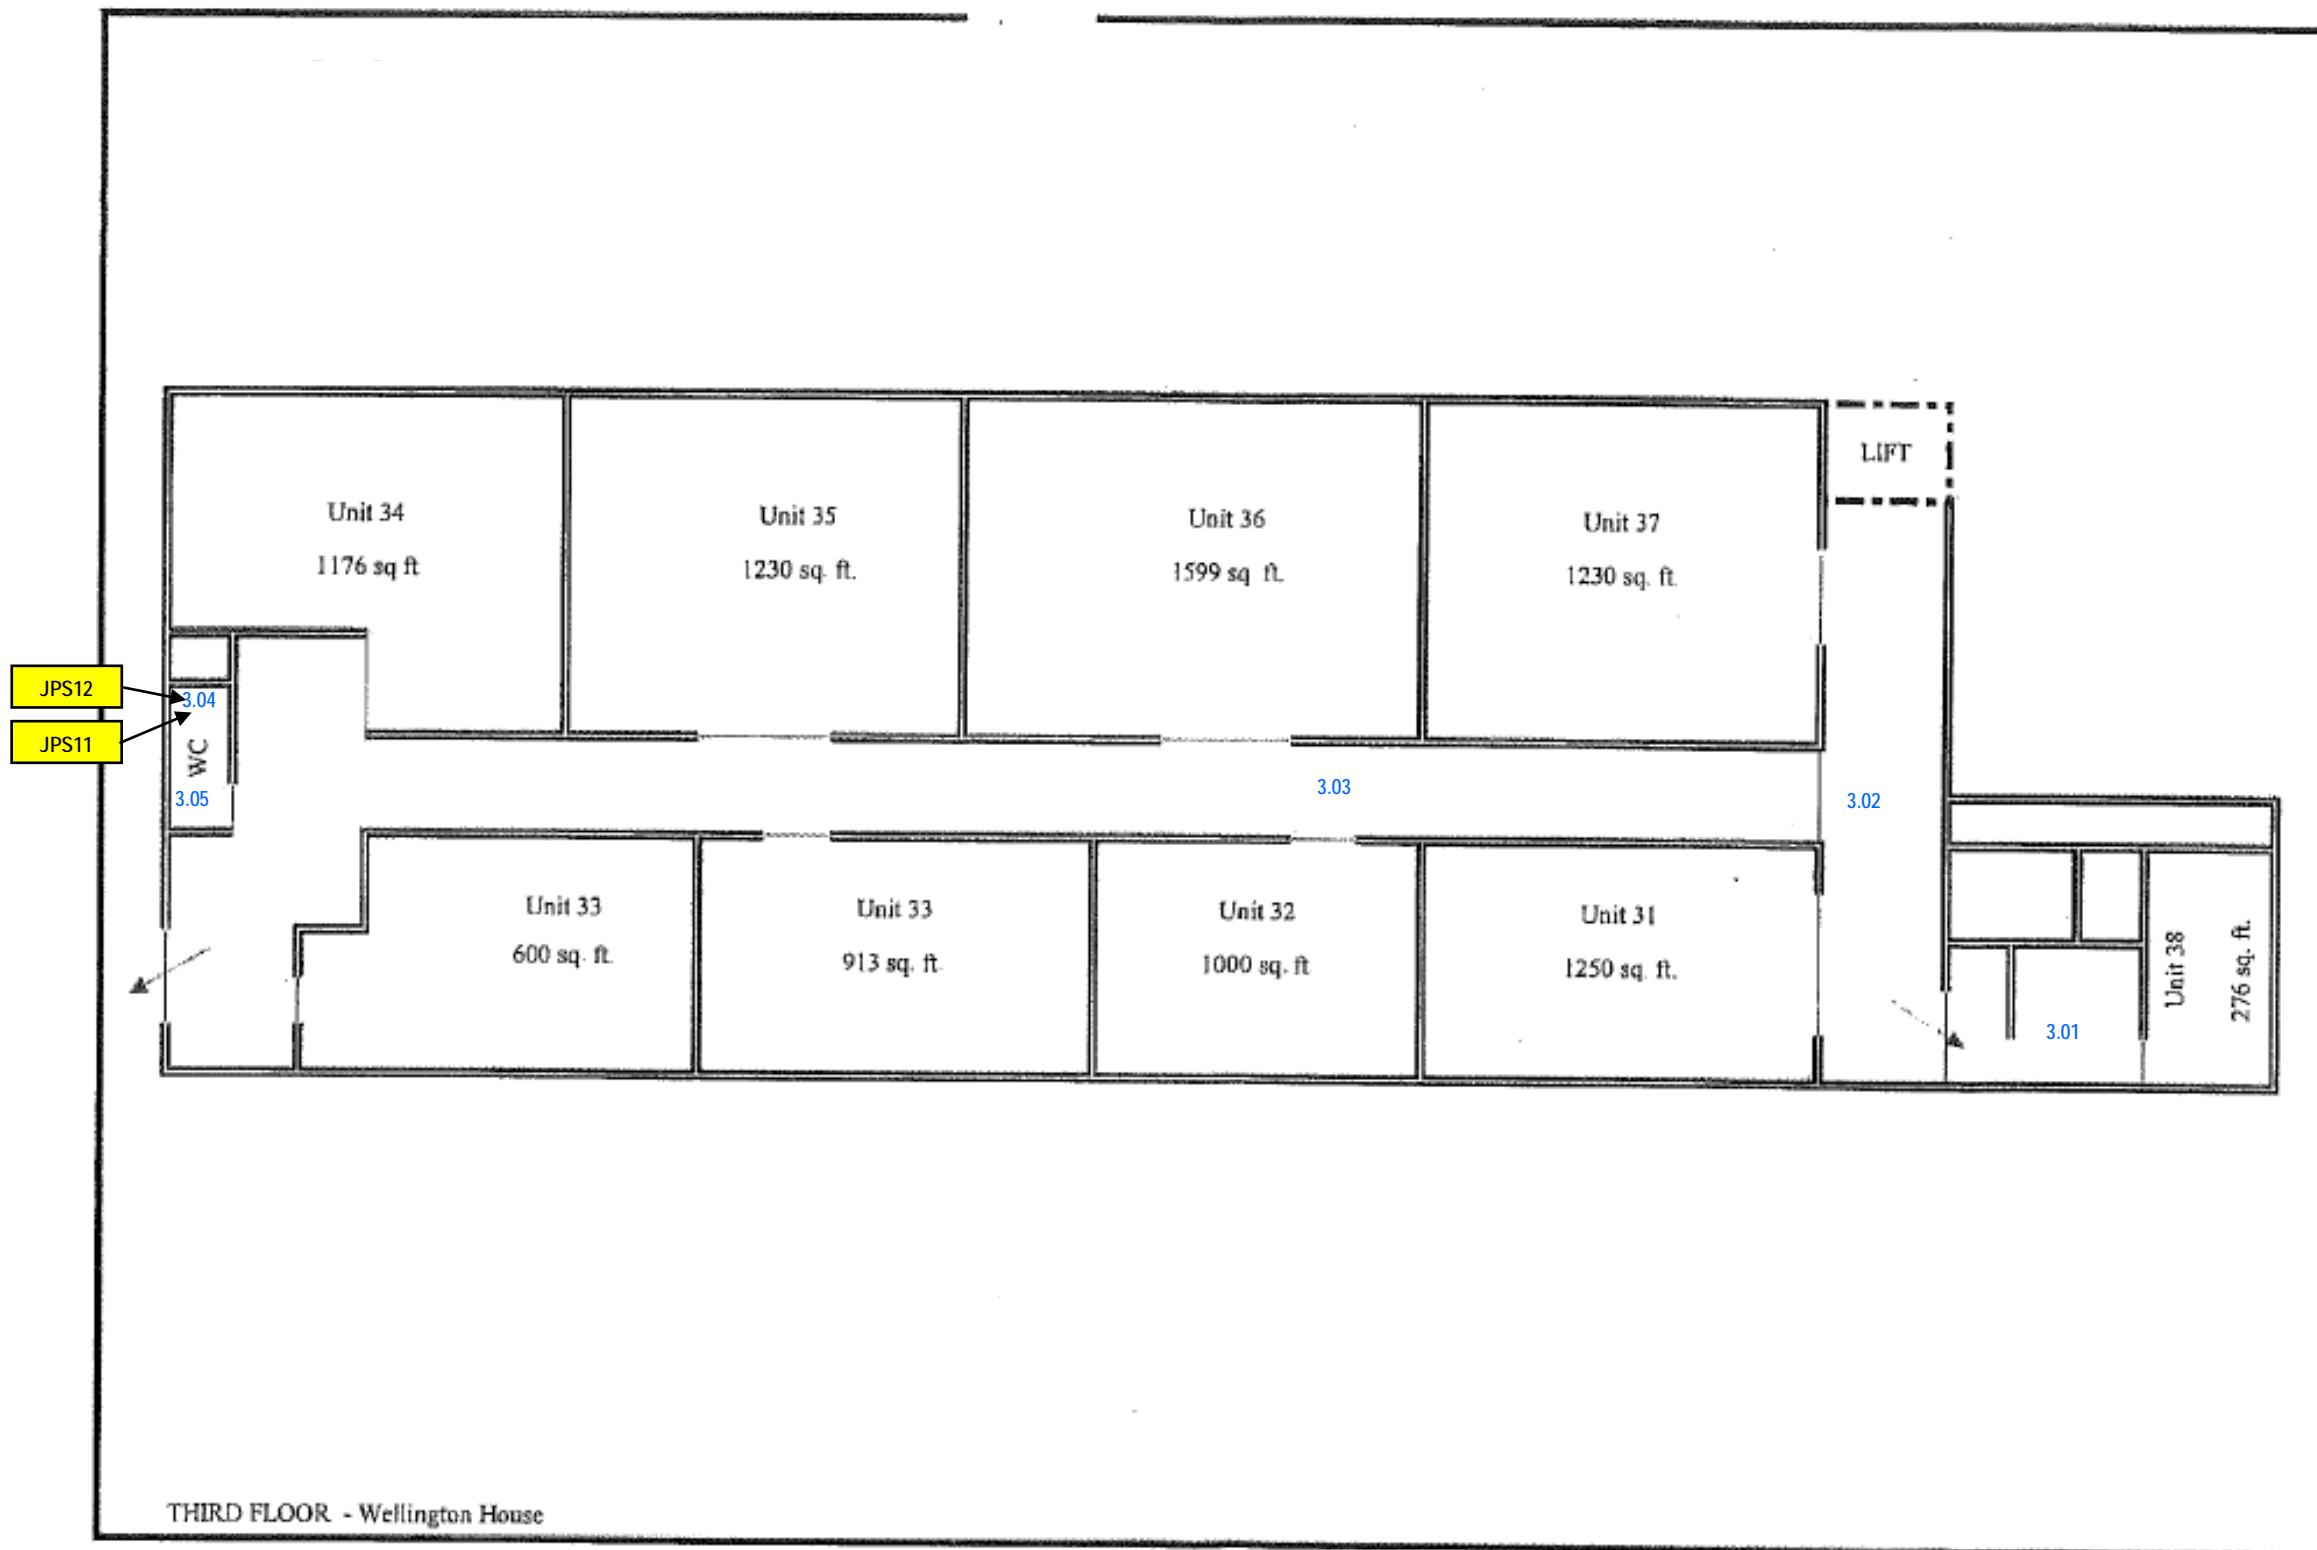 LIFT
Unit 34
1176 sq ft
Unit 35
1230 sq. ft.
Unit 36
1599 sq ft.
Unit 37
1230 sq. ft.
JPS12
3.04
JPS11
WC
3.05
3.03
3.02
Unit 33
600 sq. ft.
Unit 33
913 sq. ft.
Unit 32
1000 sq. ft
Unit 31
1250 sq. ft.
3.01
Unit 38
276 sq. ft.
THIRD FLOOR - Wellington House